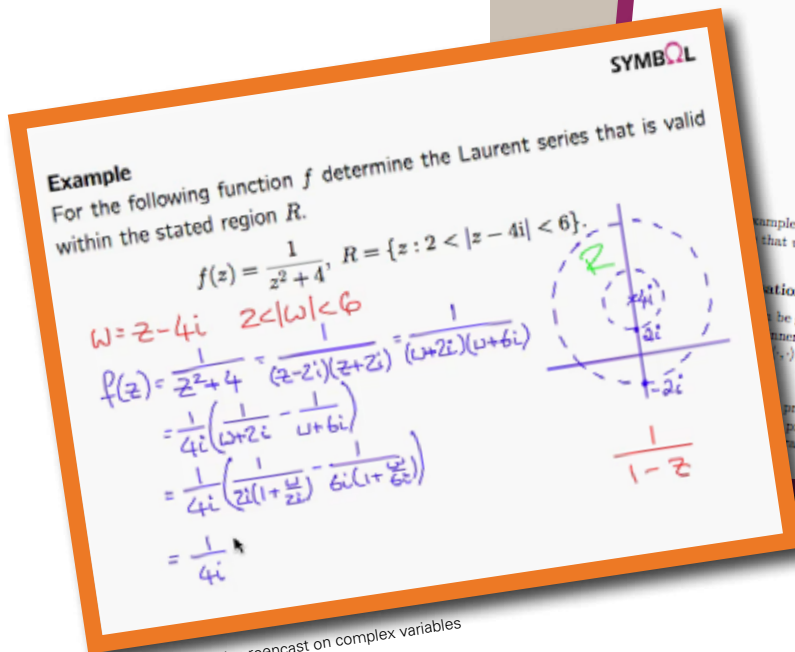 SYMBΩL
Example
For the following function f determine the Laurent series that is valid
within the stated region R.
f(z) = 1/(z² + 4), R = {z : 2 < |z − 4i| < 6}.
R
w = z − 4i 2<|w|<6
4i
2i
−2i
f(z) = 1/(z²+4) = 1/((z−2i)(z+2i)) = 1/((w+2i)(w+6i))
= 1/4i (1/(w+2i) − 1/(w+6i))
= 1/4i (1/(2i(1+w/2i)) − 1/(6i(1+w/6i)))
1/(1−z)
= 1/4i
on complex variables